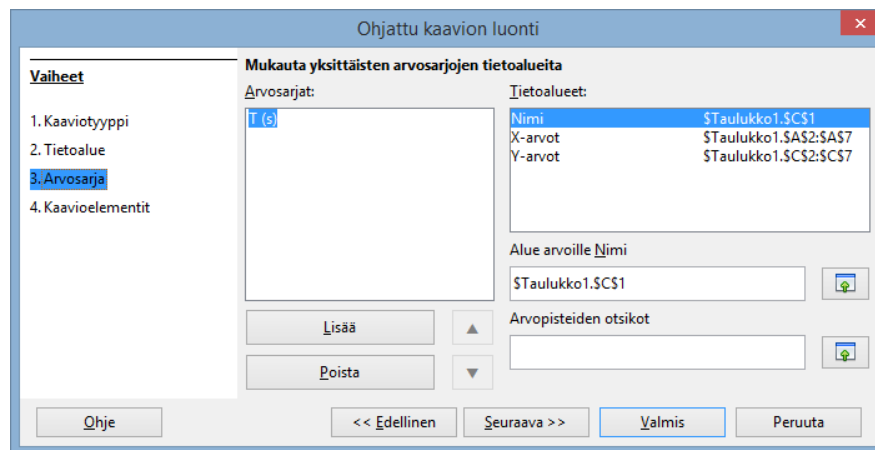 Ohjattu kaavion luonti
Vaiheet
1. Kaaviotyyppi
2. Tietoalue
3. Arvosarja
4. Kaavioelementit
Mukauta yksittäisten arvosarjojen tietoalueita
Arvosarjat:
T (s)
Lisää
Poista
Tietoalueet:
Nimi $Taulukko1.$C$1
X-arvot $Taulukko1.$A$2:$A$7
Y-arvot $Taulukko1.$C$2:$C$7
Alue arvoille Nimi
$Taulukko1.$C$1
Arvopisteiden otsikot
Ohje
<< Edellinen
Seuraava >>
Valmis
Peruuta